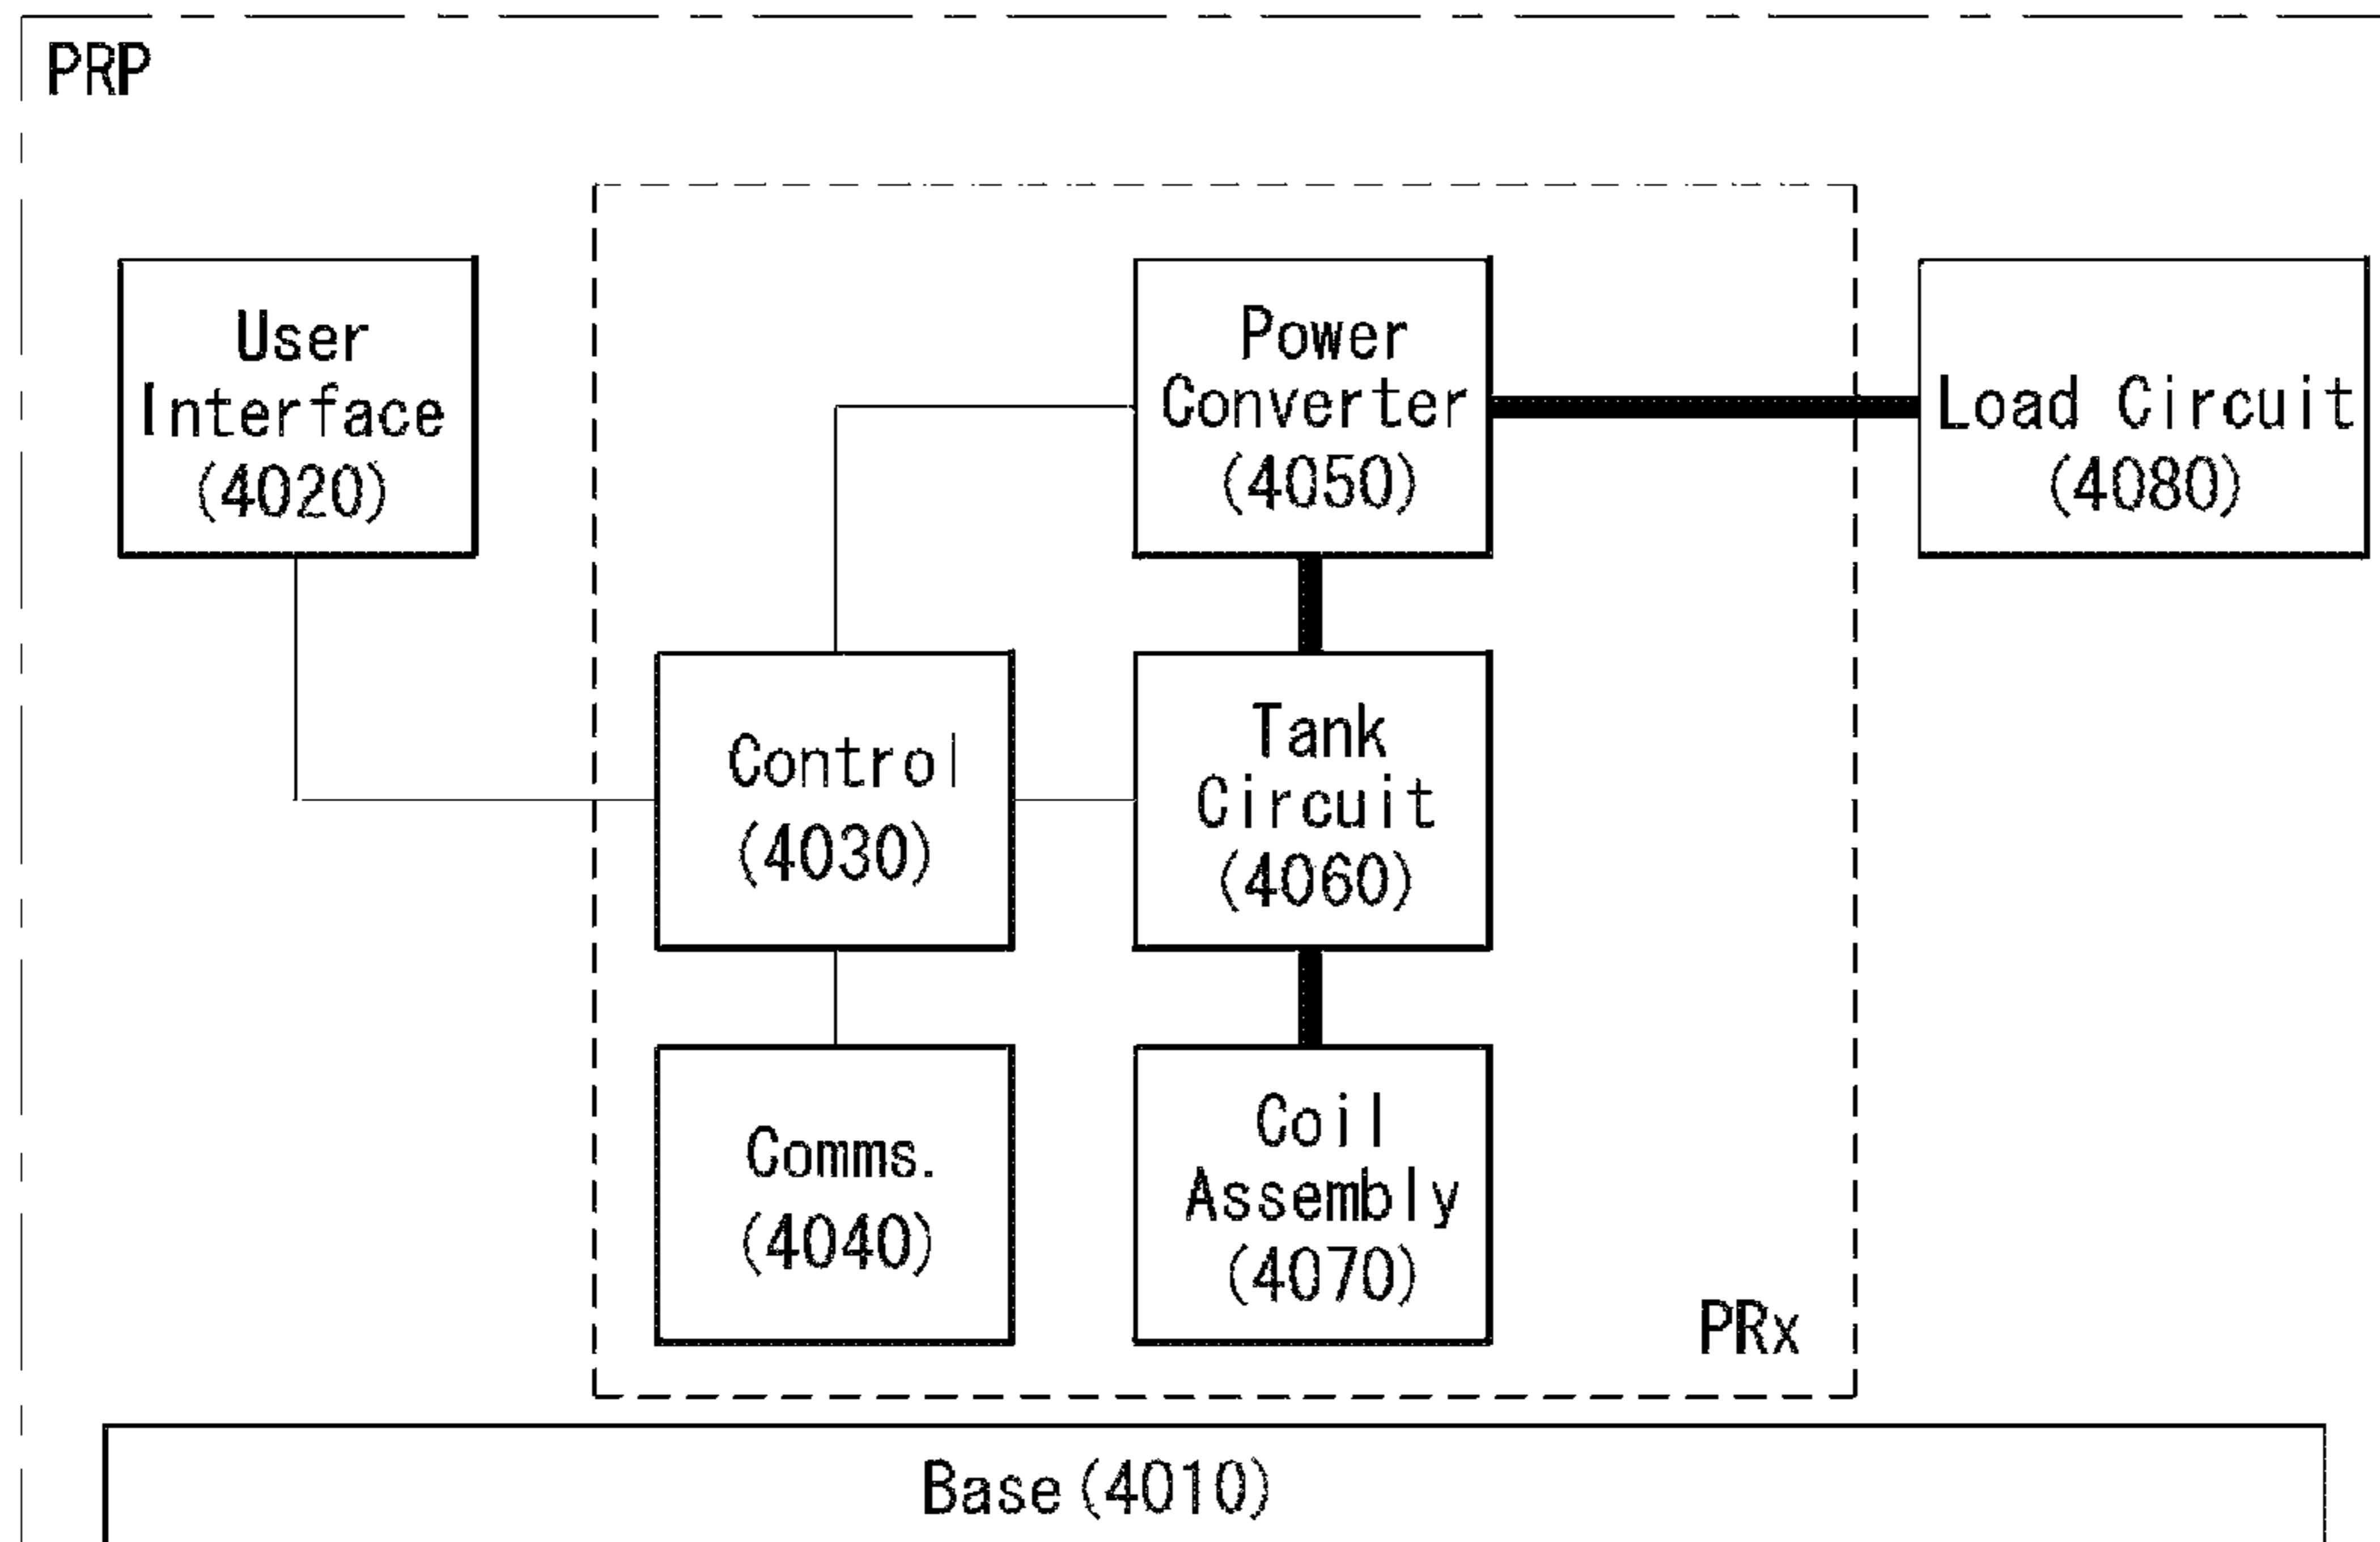 PRP
User
Interface
(4020)
Power
Converter
(4050)
Load Circuit
(4080)
Control
(4030)
Tank
Circuit
(4060)
Comms.
(4040)
Coil
Assembly
(4070)
PRx
Base (4010)